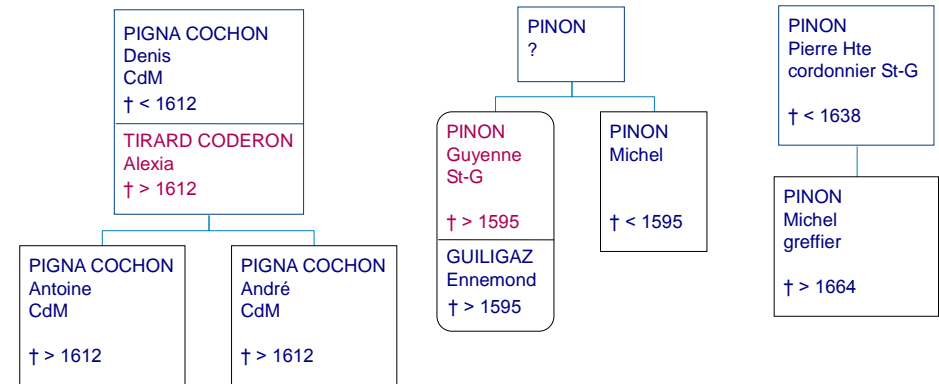 PIGNA COCHON
Denis
CdM
† < 1612
TIRARD CODERON
Alexia
† > 1612
PIGNA COCHON
Antoine
CdM
† > 1612
PIGNA COCHON
André
CdM
† > 1612
PINON
?
PINON
Guyenne
St-G
† > 1595
GUILIGAZ
Ennemond
† > 1595
PINON
Michel
† < 1595
PINON
Pierre Hte
cordonnier St-G
† < 1638
PINON
Michel
greffier
† > 1664